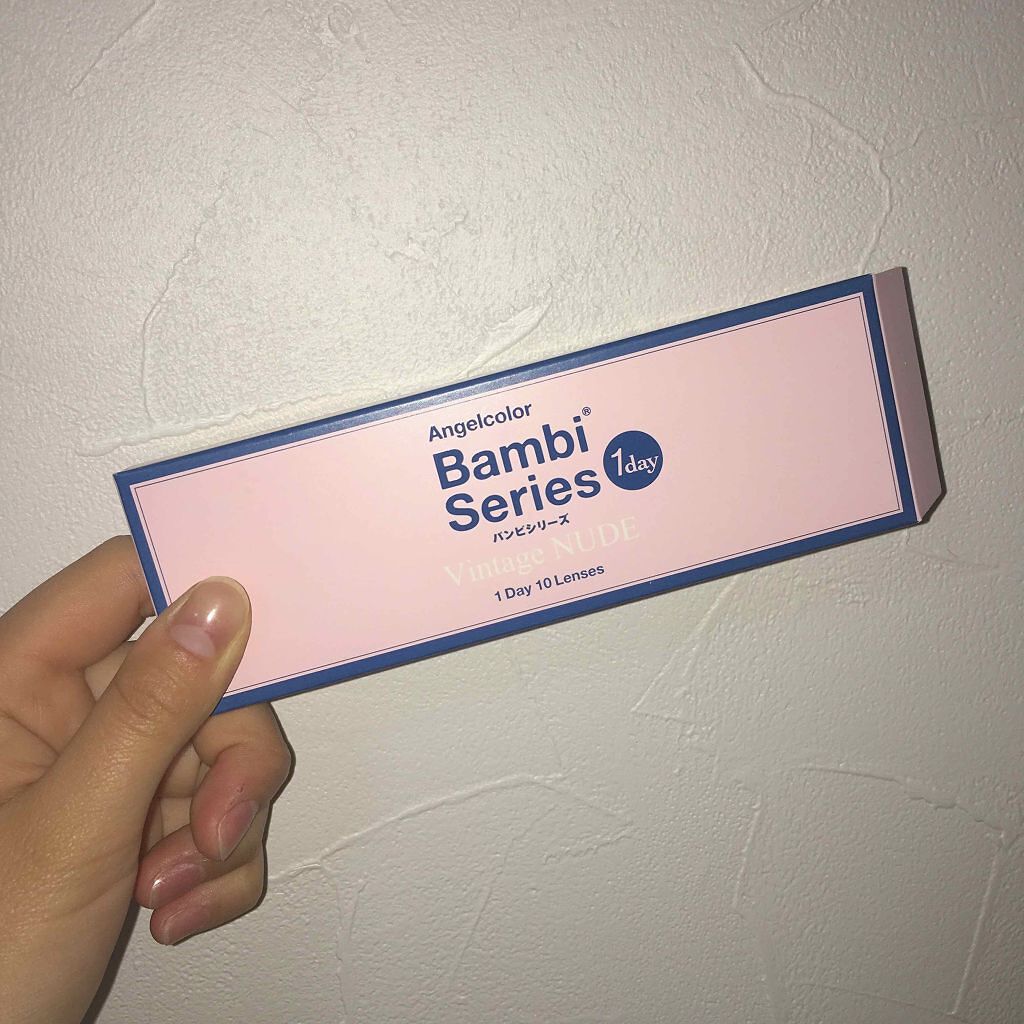 Angelcolor
Bambi®
Series 1day
バンビシリーズ
Vintage NUDE
1 Day 10 Lenses